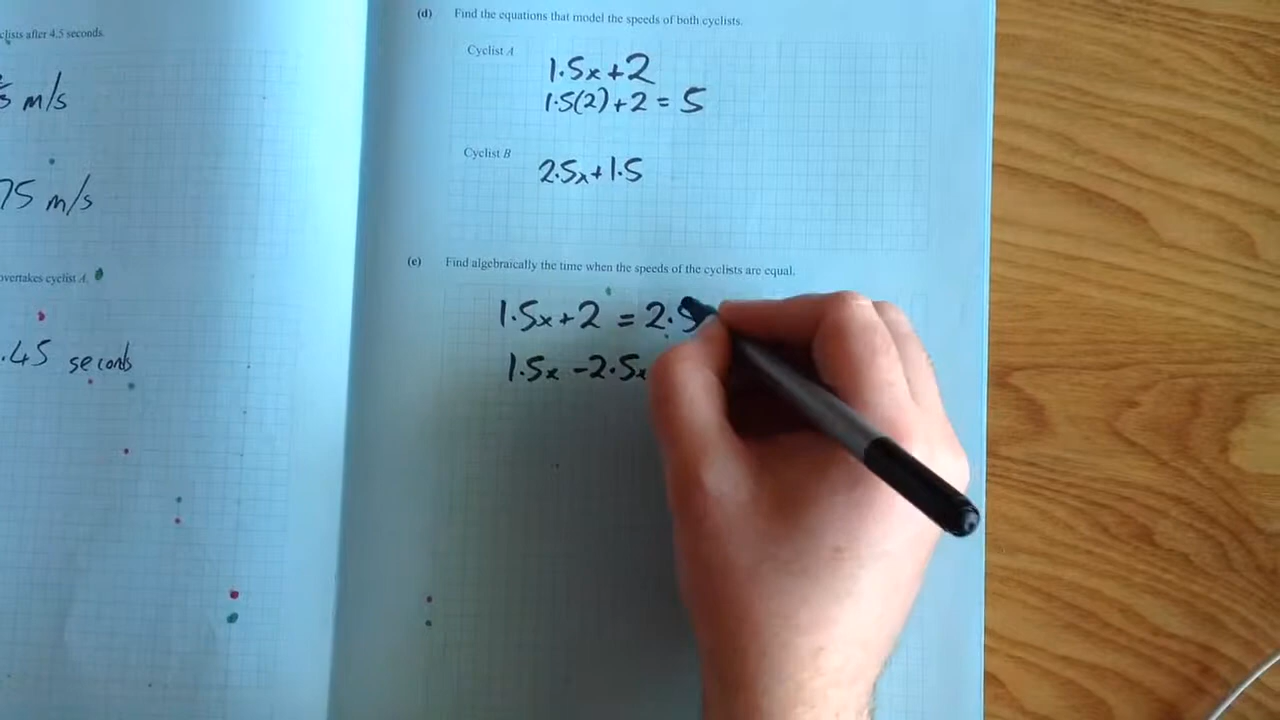 clists after 4.5 seconds.
m/s
75 m/s
overtakes cyclist A.
.45 seconds
(d) Find the equations that model the speeds of both cyclists.
Cyclist A
1.5x+2
1.5(2)+2 = 5
Cyclist B
2.5x+1.5
(e) Find algebraically the time when the speeds of the cyclists are equal.
1.5x+2 = 2.5
1.5x -2.5x